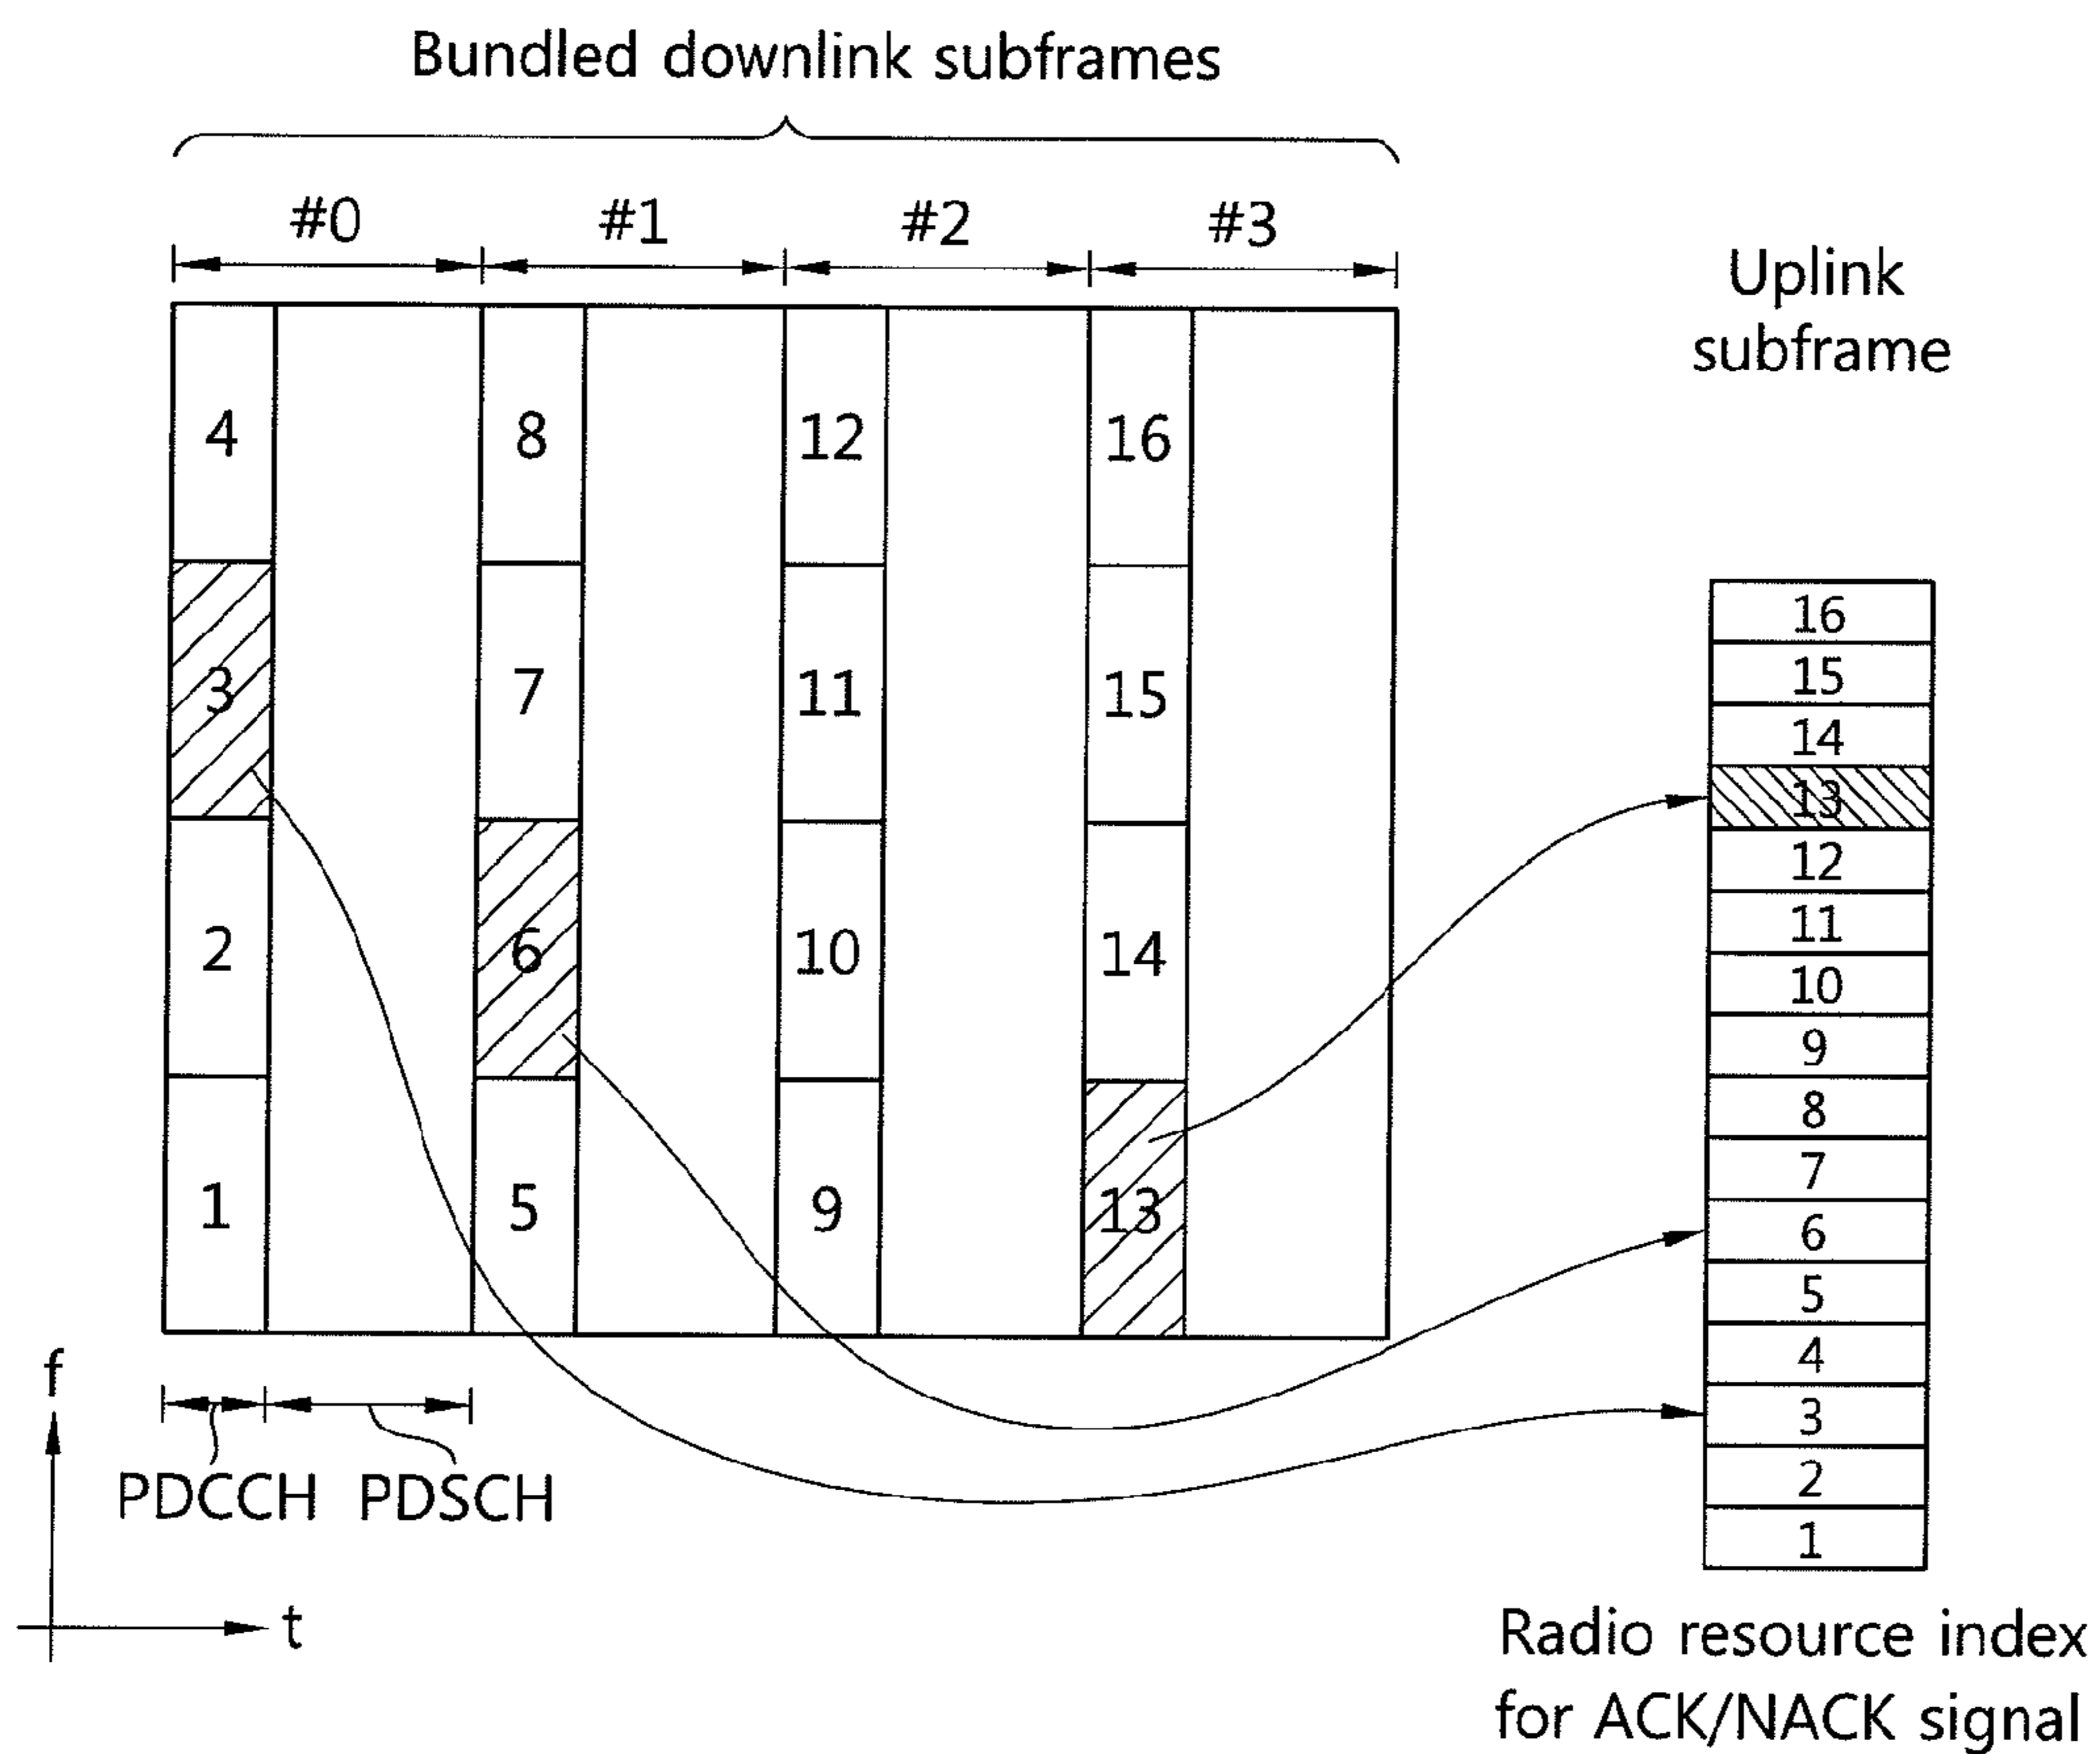 Bundled downlink subframes
#0 #1 #2 #3
Uplink
subframe
4 8 12 16
3 7 11 15
2 6 10 14
1 5 9 13
16
15
14
13
12
11
10
9
8
7
6
5
4
3
2
1
f
PDCCH PDSCH
t
Radio resource index
for ACK/NACK signal